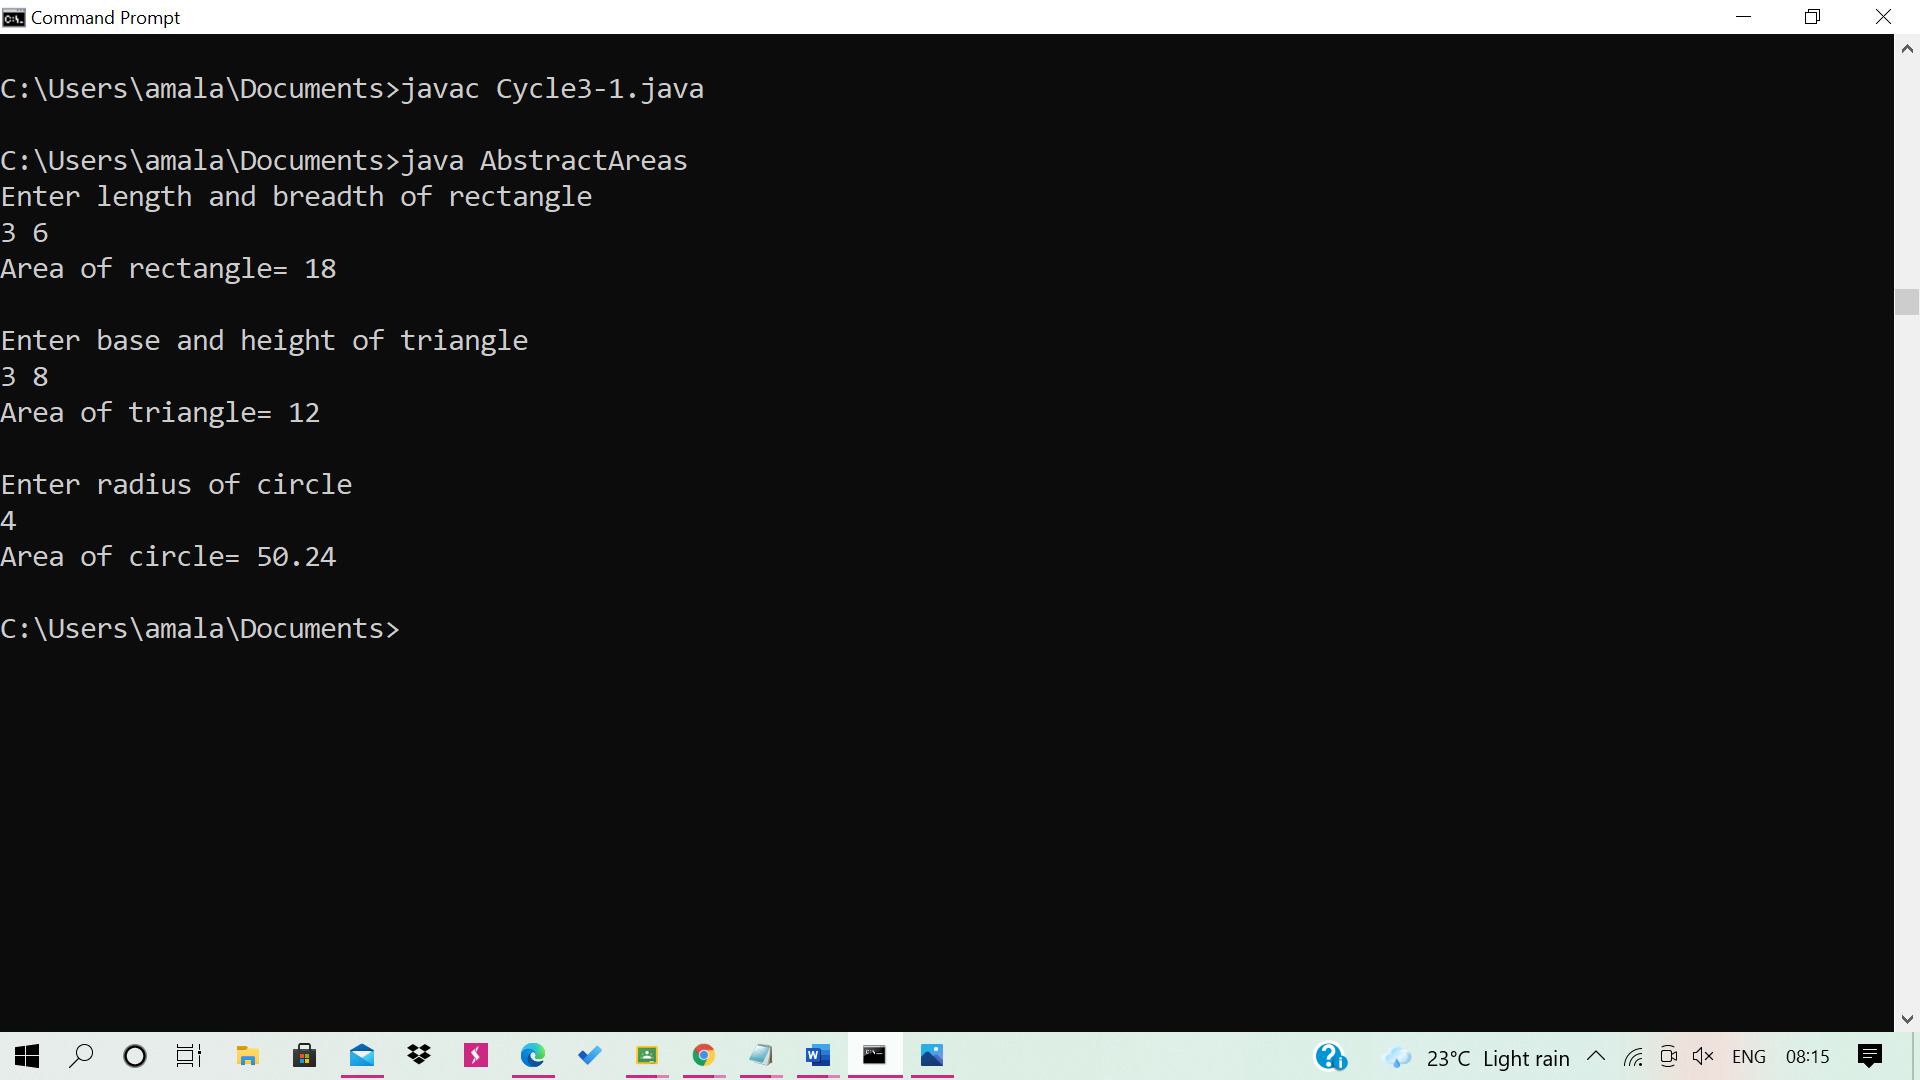 Command Prompt
C:\Users\amala\Documents>javac Cycle3-1.java
C:\Users\amala\Documents>java AbstractAreas
Enter length and breadth of rectangle
3 6
Area of rectangle= 18
Enter base and height of triangle
3 8
Area of triangle= 12
Enter radius of circle
4
Area of circle= 50.24
C:\Users\amala\Documents>
23°C Light rain ENG 08:15